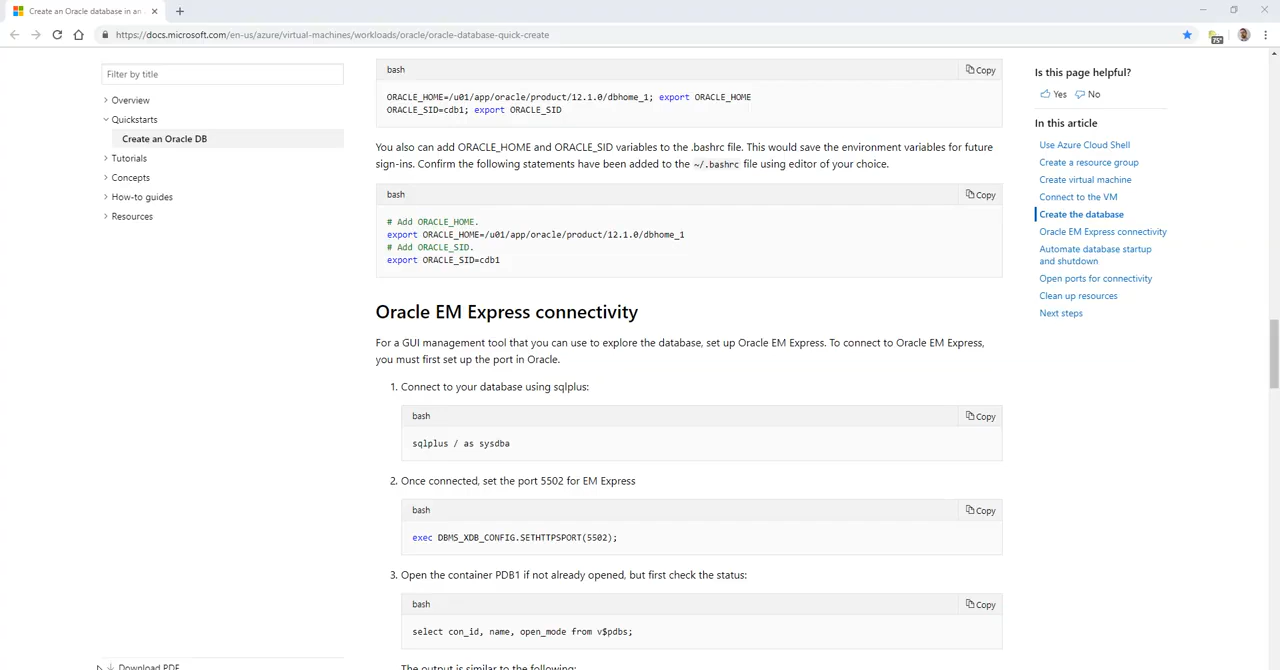 Create an Oracle database in an
https://docs.microsoft.com/en-us/azure/virtual-machines/workloads/oracle/oracle-database-quick-create
75°
Filter by title
Overview
Quickstarts
Create an Oracle DB
Tutorials
Concepts
How-to guides
Resources
Download PDF
bash
Copy
ORACLE_HOME=/u01/app/oracle/product/12.1.0/dbhome_1; export ORACLE_HOME
ORACLE_SID=cdb1; export ORACLE_SID
You also can add ORACLE_HOME and ORACLE_SID variables to the .bashrc file. This would save the environment variables for future
sign-ins. Confirm the following statements have been added to the ~/.bashrc file using editor of your choice.
bash
Copy
# Add ORACLE_HOME.
export ORACLE_HOME=/u01/app/oracle/product/12.1.0/dbhome_1
# Add ORACLE_SID.
export ORACLE_SID=cdb1
Oracle EM Express connectivity
For a GUI management tool that you can use to explore the database, set up Oracle EM Express. To connect to Oracle EM Express,
you must first set up the port in Oracle.
1. Connect to your database using sqlplus:
bash
Copy
sqlplus / as sysdba
2. Once connected, set the port 5502 for EM Express
bash
Copy
exec DBMS_XDB_CONFIG.SETHTTPSPORT(5502);
3. Open the container PDB1 if not already opened, but first check the status:
bash
Copy
select con_id, name, open_mode from v$pdbs;
The output is similar to the following:
Is this page helpful?
Yes No
In this article
Use Azure Cloud Shell
Create a resource group
Create virtual machine
Connect to the VM
Create the database
Oracle EM Express connectivity
Automate database startup
and shutdown
Open ports for connectivity
Clean up resources
Next steps